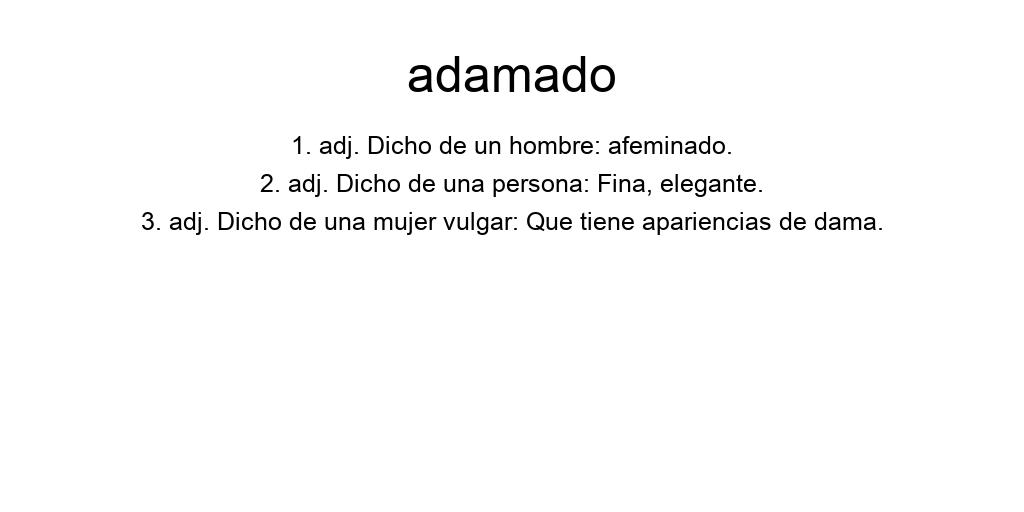 adamado
1. adj. Dicho de un hombre: afeminado.
2. adj. Dicho de una persona: Fina, elegante.
3. adj. Dicho de una mujer vulgar: Que tiene apariencias de dama.